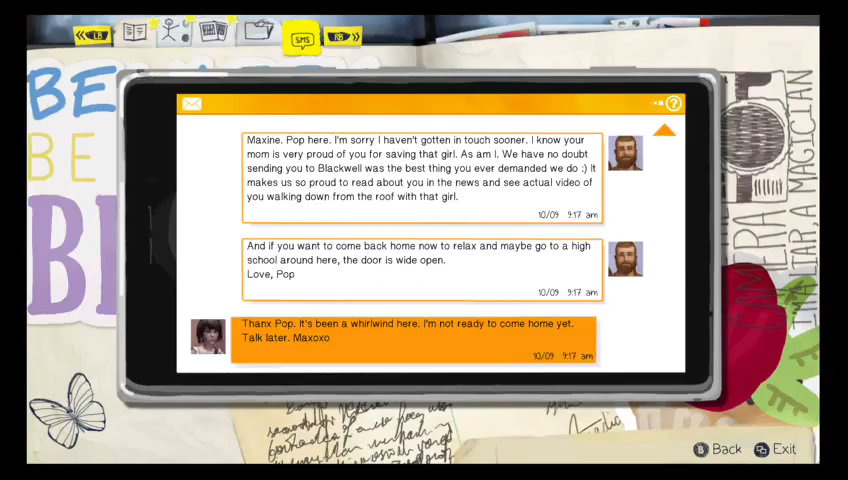 LB
SMS
RB
BE
BE
Bl
Maxine. Pop here. I'm sorry I haven't gotten in touch sooner. I know your
mom is very proud of you for saving that girl. As am I. We have no doubt
sending you to Blackwell was the best thing you ever demanded we do :) It
makes us so proud to read about you in the news and see actual video of
you walking down from the roof with that girl.
10/09 9:17 am
And if you want to come back home now to relax and maybe go to a high
school around here, the door is wide open.
Love, Pop
10/09 9:17 am
Thanx Pop. It's been a whirlwind here. I'm not ready to come home yet.
Talk later. Maxoxo
10/09 9:17 am
I'M A LIAR, A MAGICIAN
B Back
Exit